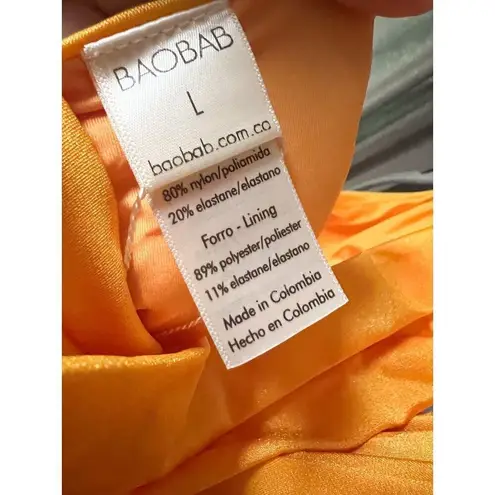 BAOBAB
L
baobab.com.co
80% nylon/poliamida
20% elastane/elastano
Forro - Lining
89% polyester/poliester
11% elastane/elastano
Made in Colombia
Hecho en Colombia